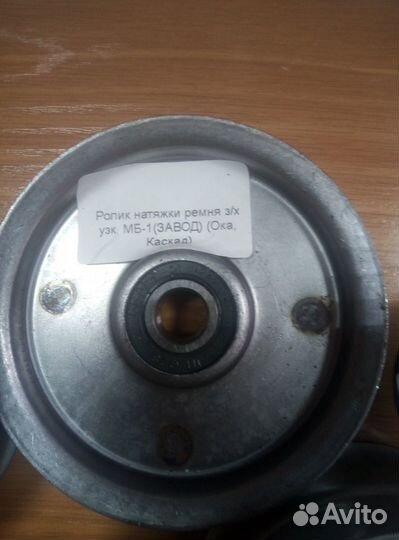 Ролик натяжки ремня з/х
узк. МБ-1(ЗАВОД) (Ока,
Каскад)
Avito